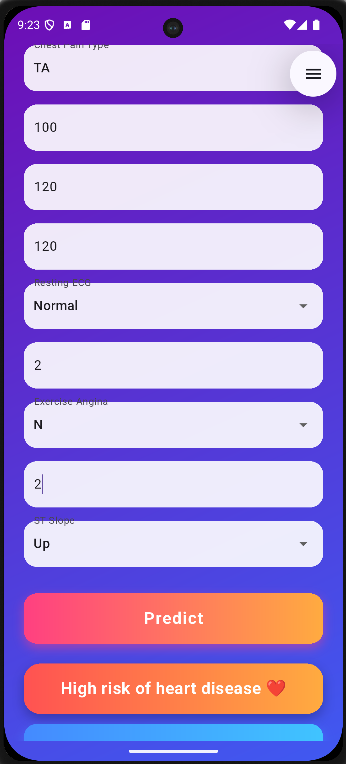 9:23
Chest Pain Type
TA
100
120
120
Resting ECG
Normal
2
Exercise Angina
N
2
ST Slope
Up
Predict
High risk of heart disease ❤️